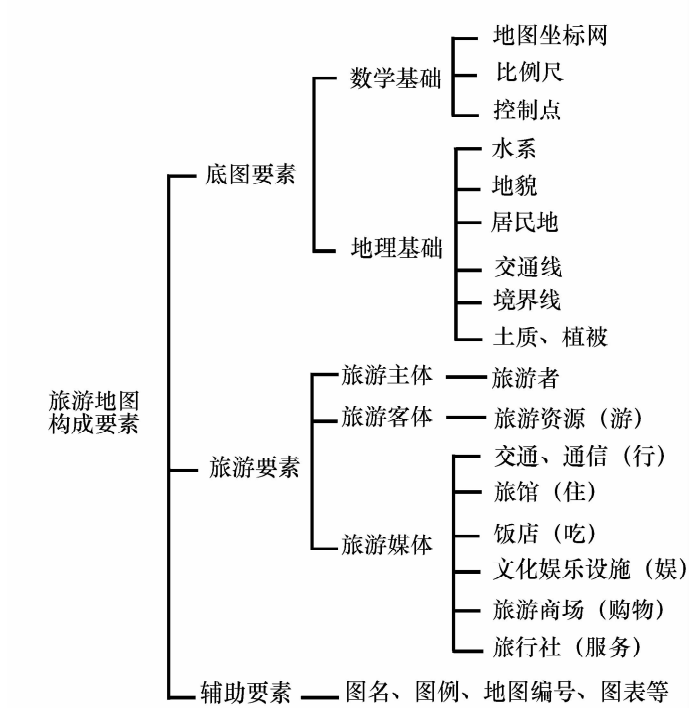 旅游地图
构成要素
底图要素
数学基础
地图坐标网
比例尺
控制点
地理基础
水系
地貌
居民地
交通线
境界线
土质、植被
旅游要素
旅游主体
旅游者
旅游客体
旅游资源（游）
旅游媒体
交通、通信（行）
旅馆（住）
饭店（吃）
文化娱乐设施（娱）
旅游商场（购物）
旅行社（服务）
辅助要素
图名、图例、地图编号、图表等